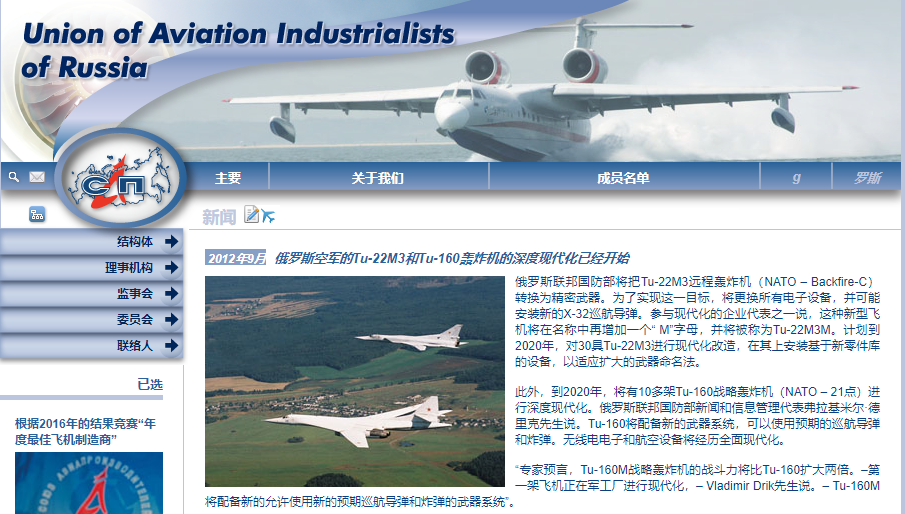 Union of Aviation Industrialists
of Russia
САП
主要
关于我们
成员名单
g
罗斯
新闻
结构体
理事机构
监事会
委员会
联络人
已选
根据2016年的结果竞赛“年
度最佳飞机制造商”
СОЮЗ АВИАПРОИЗВОДИТЕЛЕЙ
2012年9月 俄罗斯空军的Tu-22M3和Tu-160轰炸机的深度现代化已经开始
俄罗斯联邦国防部将把Tu-22M3远程轰炸机（NATO – Backfire-C）
转换为精密武器。为了实现这一目标，将更换所有电子设备，并可能
安装新的X-32巡航导弹。参与现代化的企业代表之一说，这种新型飞
机将在名称中再增加一个“ M”字母，并将被称为Tu-22M3M。计划到
2020年，对30具Tu-22M3进行现代化改造，在其上安装基于新零件库
的设备，以适应扩大的武器命名法。
此外，到2020年，将有10多架Tu-160战略轰炸机（NATO – 21点）进
行深度现代化。俄罗斯联邦国防部新闻和信息管理代表弗拉基米尔·德
里克先生说。Tu-160将配备新的武器系统，可以使用预期的巡航导弹
和炸弹。无线电电子和航空设备将经历全面现代化。
“专家预言，Tu-160M战略轰炸机的战斗力将比Tu-160扩大两倍。–第
一架飞机正在军工厂进行现代化，– Vladimir Drik先生说。– Tu-160M
将配备新的允许使用新的预期巡航导弹和炸弹的武器系统”。